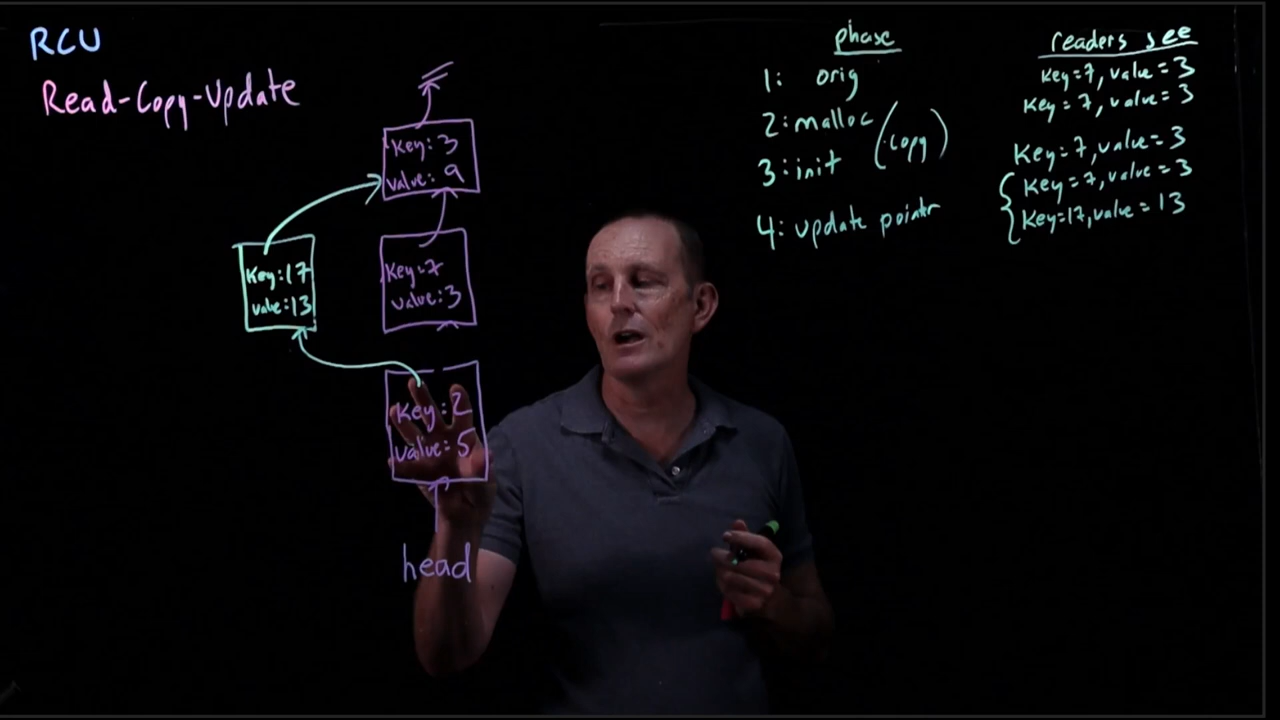 RCU
Read-Copy-Update
Key: 3
Value: 9
Key: 17
Value: 13
Key: 7
Value: 3
Key: 2
Value: 5
head
phase
1: orig
2: malloc
(Copy)
3: init
4: update pointr
readers see
Key=7, value=3
Key=7, value=3
Key=7, value=3
Key=7, value=3
Key=17, value=13